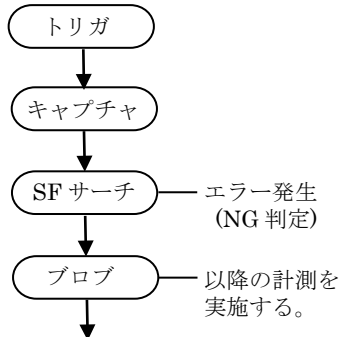 トリガ
キャプチャ
SF サーチ
エラー発生
(NG 判定)
ブロブ
以降の計測を
実施する。